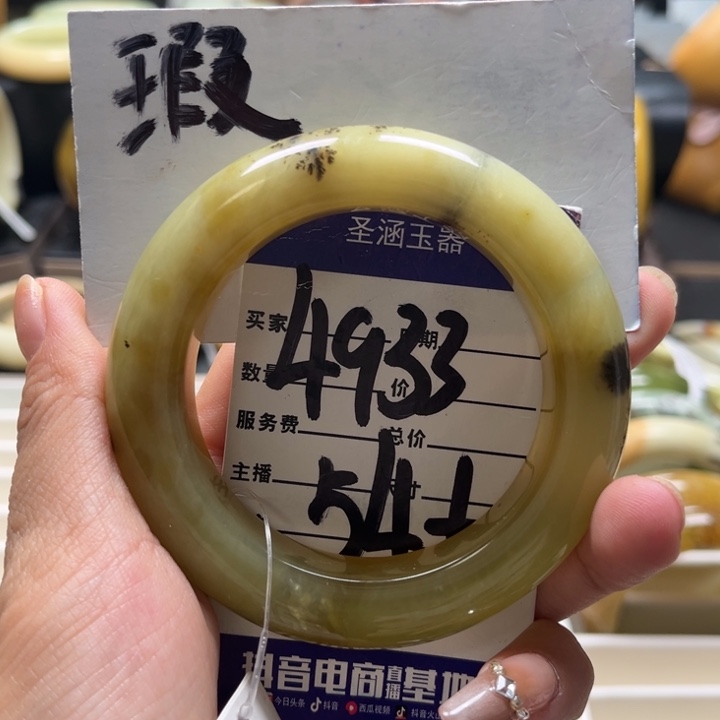 瑕
圣涵玉器
买家 日期
4933
数量 价
服务费 总价
主播 尺寸
54±
抖音电商直播基地
今日头条 抖音 西瓜视频 抖音火山